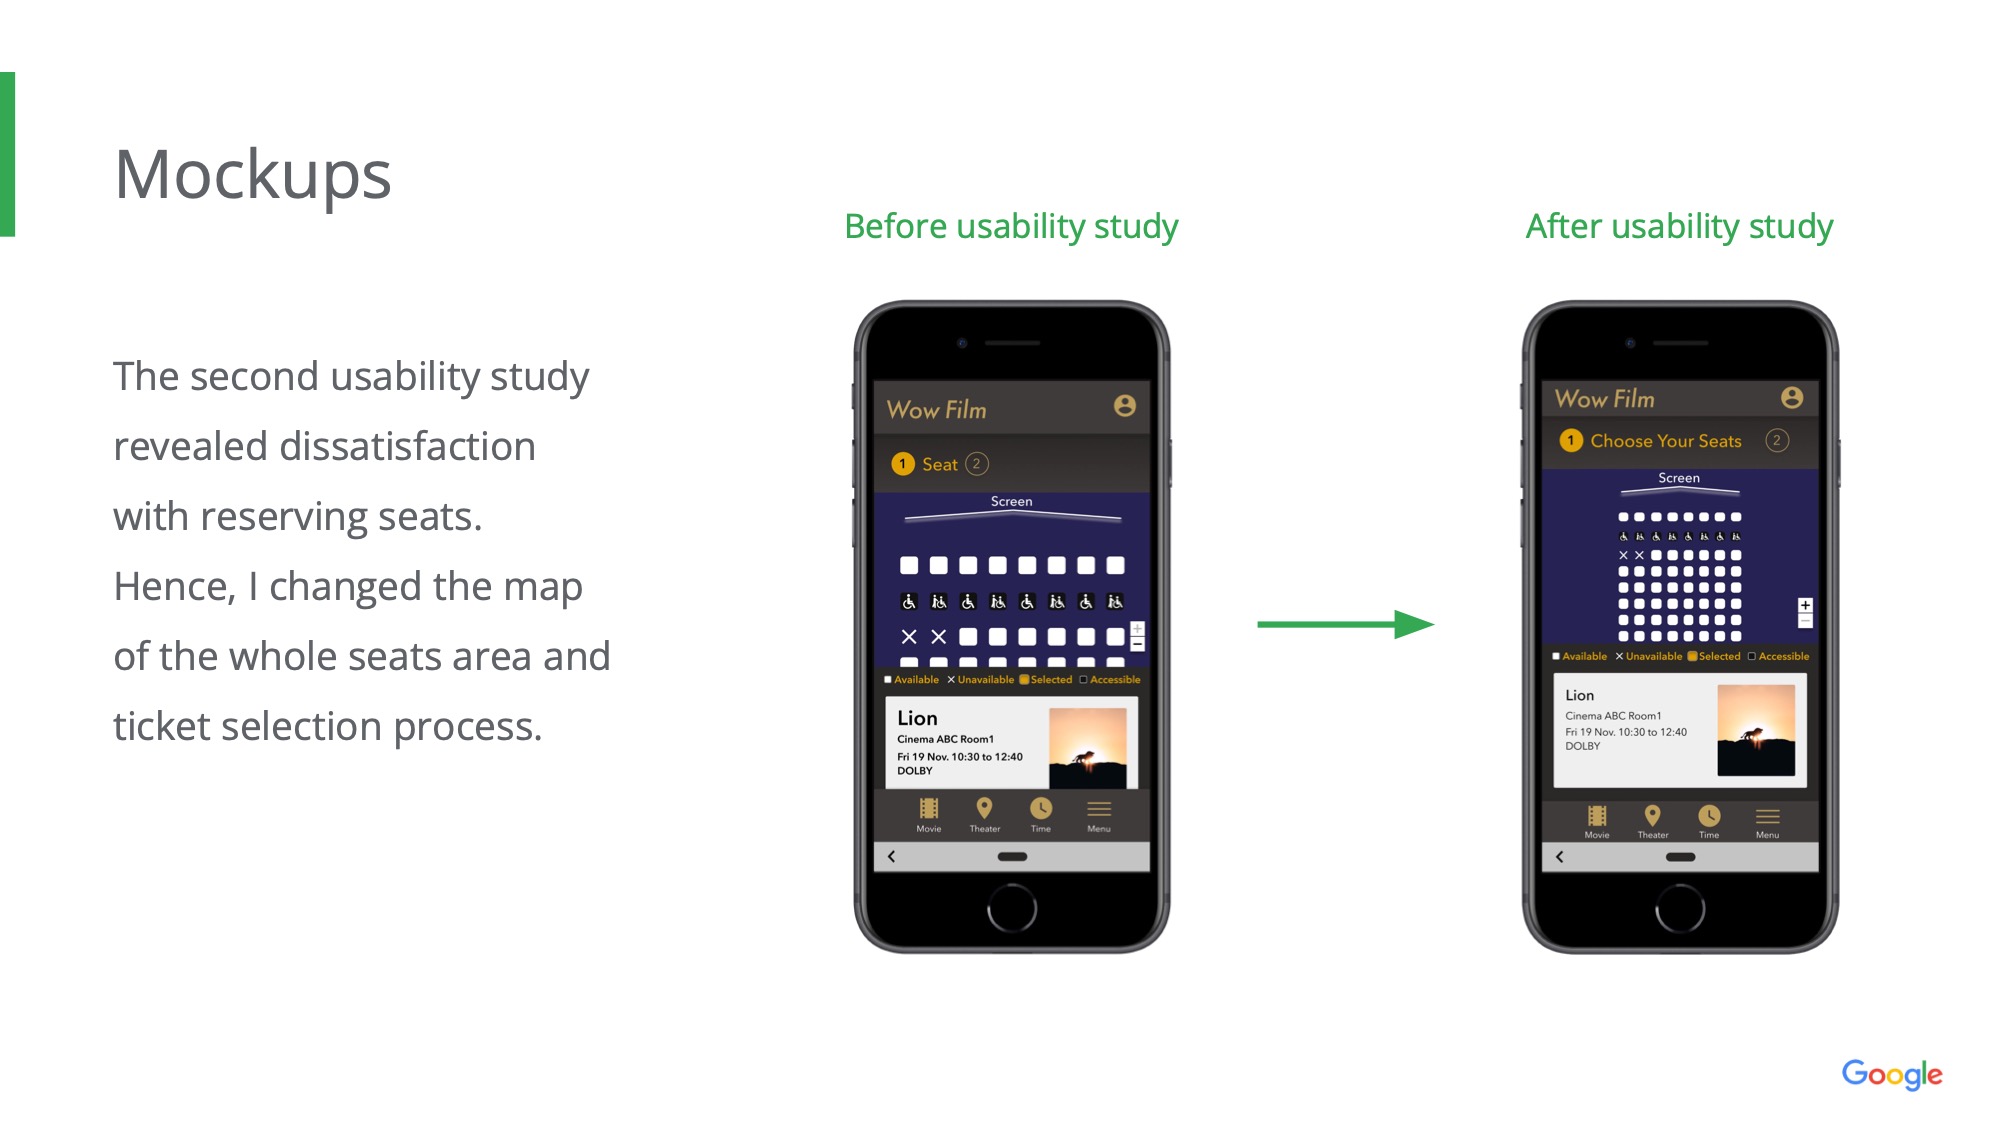 Mockups
The second usability study
revealed dissatisfaction
with reserving seats.
Hence, I changed the map
of the whole seats area and
ticket selection process.
Before usability study
Wow Film
1 Seat 2
Screen
+
−
Available × Unavailable Selected Accessible
Lion
Cinema ABC Room1
Fri 19 Nov. 10:30 to 12:40
DOLBY
Movie Theater Time Menu
After usability study
Wow Film
1 Choose Your Seats 2
Screen
+
−
Available × Unavailable Selected Accessible
Lion
Cinema ABC Room1
Fri 19 Nov. 10:30 to 12:40
DOLBY
Movie Theater Time Menu
Google